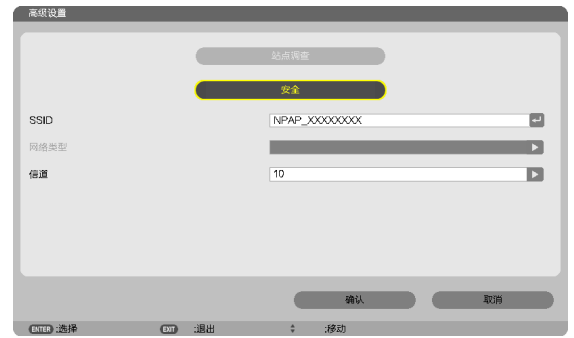 高级设置
站点调查
安全
SSID NPAP_XXXXXXXX
网络类型
信道 10
确认 取消
ENTER :选择 EXIT :退出 :移动